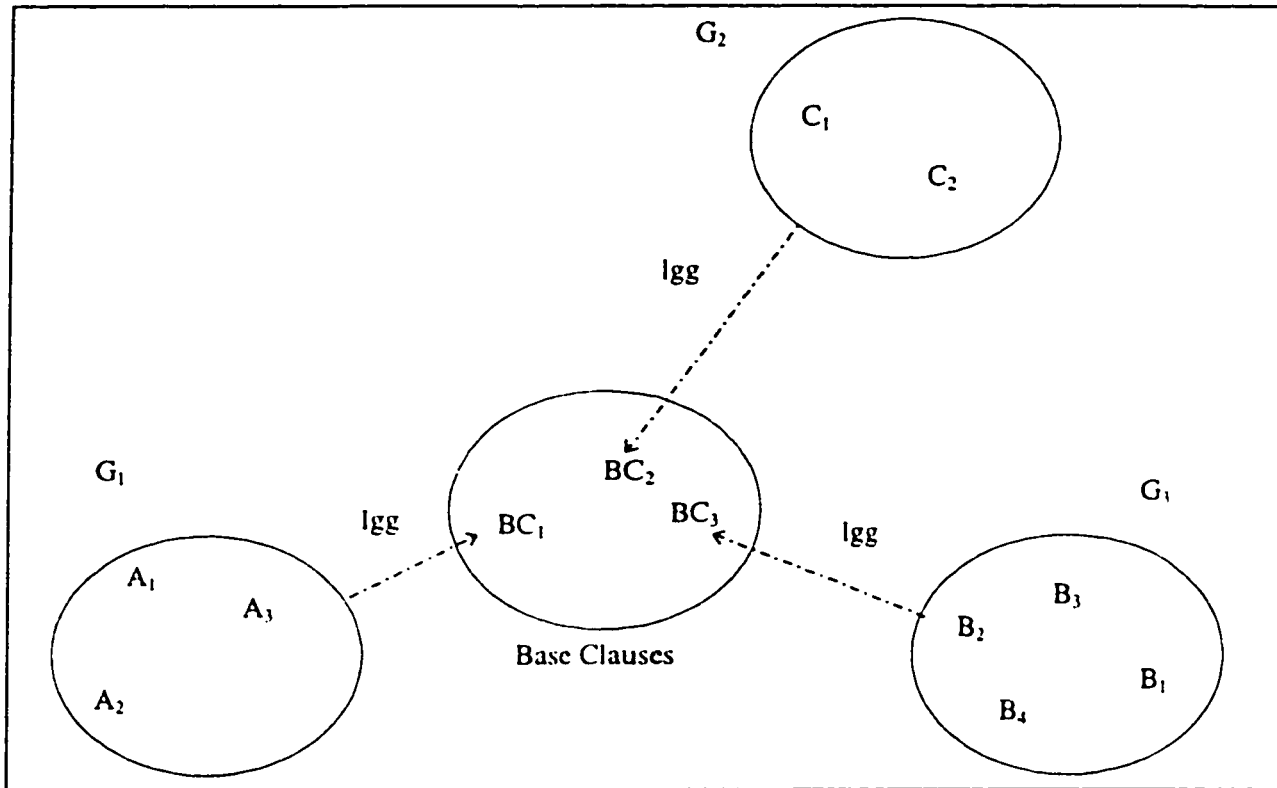 G₂
C₁
C₂
lgg
G₁
BC₂
G₃
lgg
BC₁
BC₃
lgg
A₁
A₃
B₃
B₂
Base Clauses
A₂
B₁
B₄